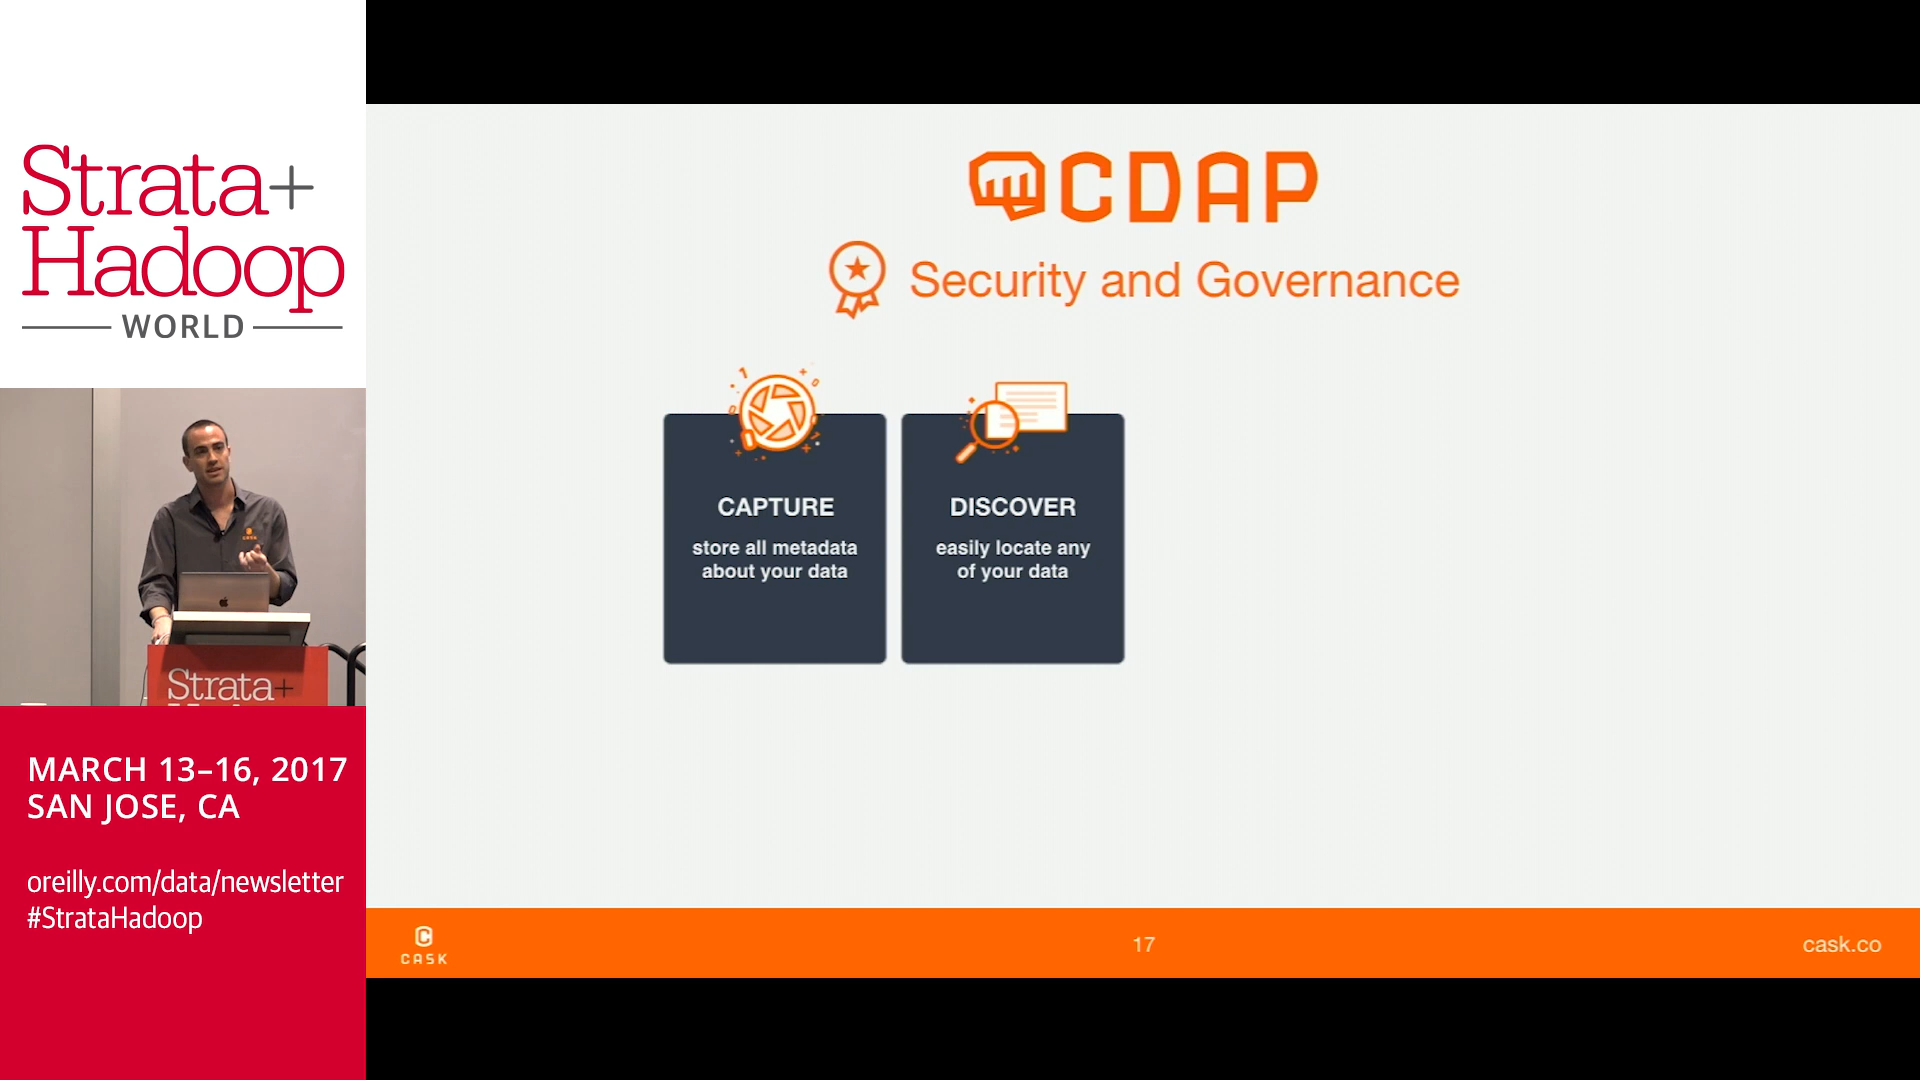 Strata+
Hadoop
WORLD
CASK
Strata+
MARCH 13–16, 2017
SAN JOSE, CA
oreilly.com/data/newsletter
#StrataHadoop
CDAP
Security and Governance
CAPTURE
store all metadata
about your data
DISCOVER
easily locate any
of your data
CASK
17
cask.co